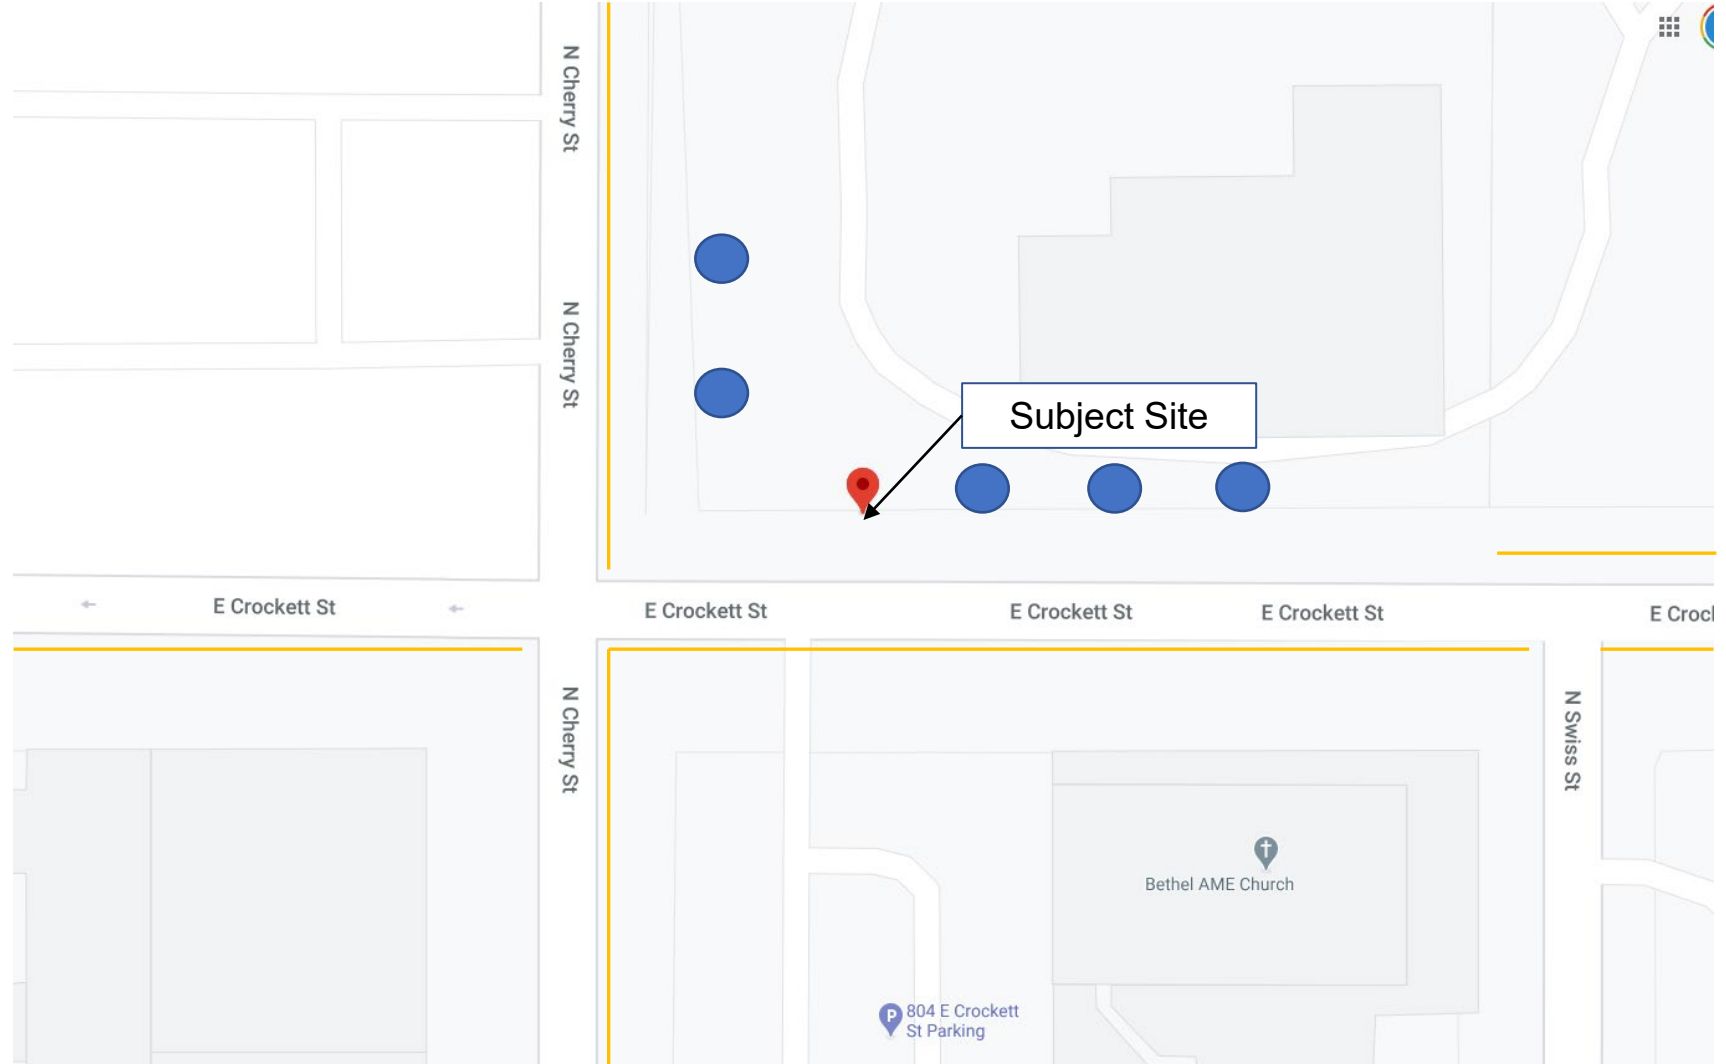 N Cherry St
N Cherry St
Subject Site
E Crockett St
E Crockett St
E Crockett St
E Crockett St
E Crock
N Cherry St
N Swiss St
Bethel AME Church
P
804 E Crockett
St Parking